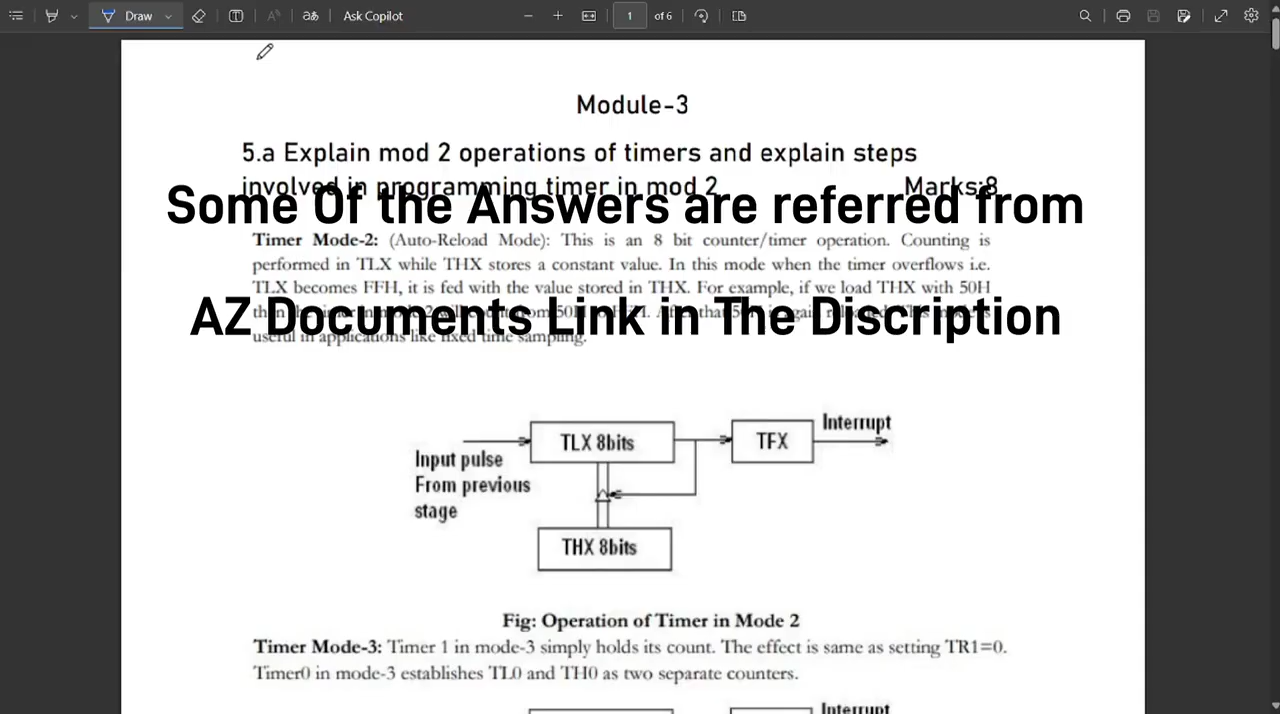 Draw
Ask Copilot
1 of 6
Module-3
5.a Explain mod 2 operations of timers and explain steps
involved in programming timer in mod 2 Marks:8
Some Of the Answers are referred from
Timer Mode-2: (Auto-Reload Mode): This is an 8 bit counter/timer operation. Counting is
performed in TLX while THX stores a constant value. In this mode when the timer overflows i.e.
TLX becomes FFH, it is fed with the value stored in THX. For example, if we load THX with 50H
AZ Documents Link in The Discription
useful in applications like fixed time sampling.
Interrupt
TLX 8bits
TFX
Input pulse
From previous
stage
THX 8bits
Fig: Operation of Timer in Mode 2
Timer Mode-3: Timer 1 in mode-3 simply holds its count. The effect is same as setting TR1=0.
Timer0 in mode-3 establishes TL0 and TH0 as two separate counters.
Interrupt